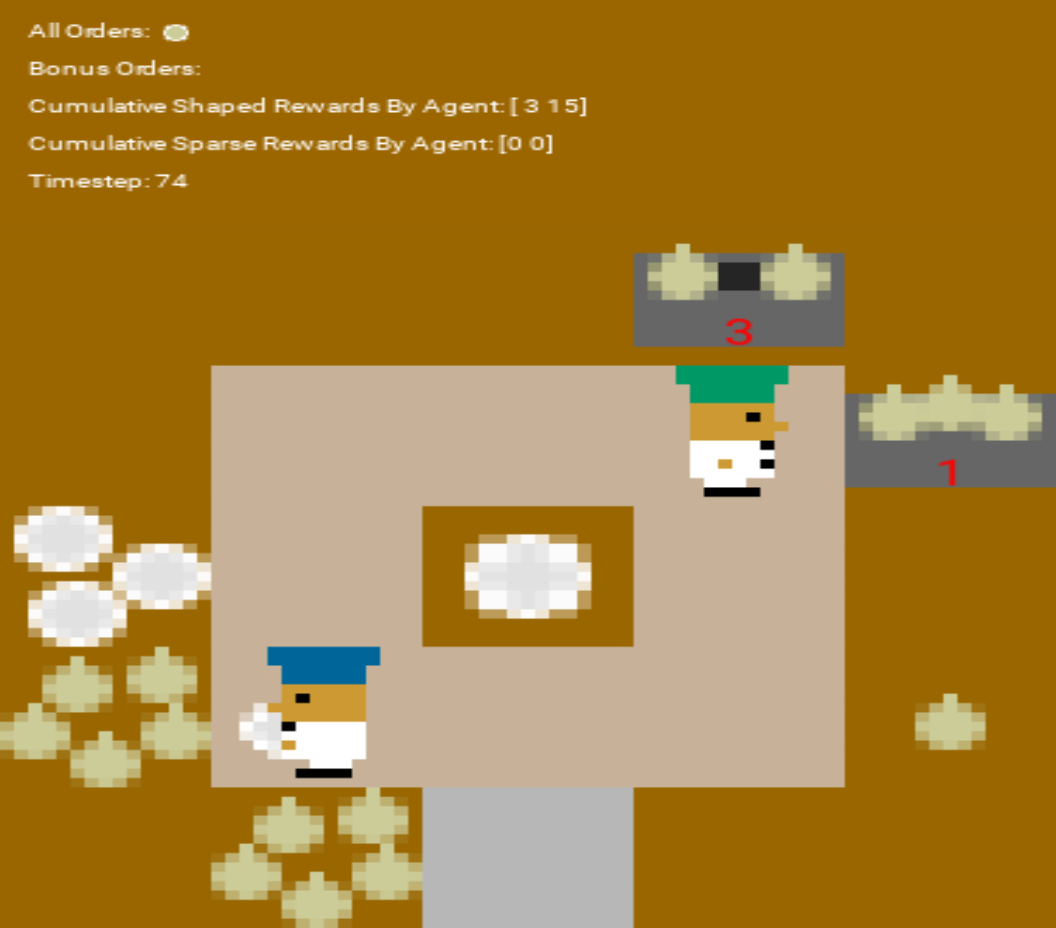 All Orders:
Bonus Orders:
Cumulative Shaped Rewards By Agent: [ 3 15]
Cumulative Sparse Rewards By Agent: [0 0]
Timestep: 74
3
1